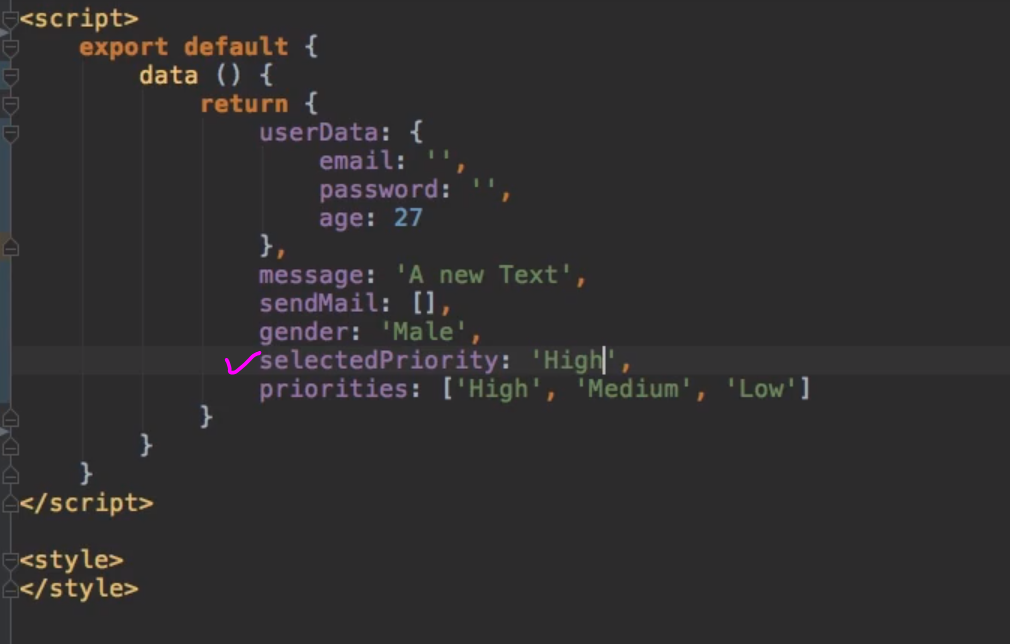 <script>
    export default {
        data () {
            return {
                userData: {
                    email: '',
                    password: '',
                    age: 27
                },
                message: 'A new Text',
                sendMail: [],
                gender: 'Male',
                selectedPriority: 'High',
                priorities: ['High', 'Medium', 'Low']
            }
        }
    }
</script>

<style>
</style>